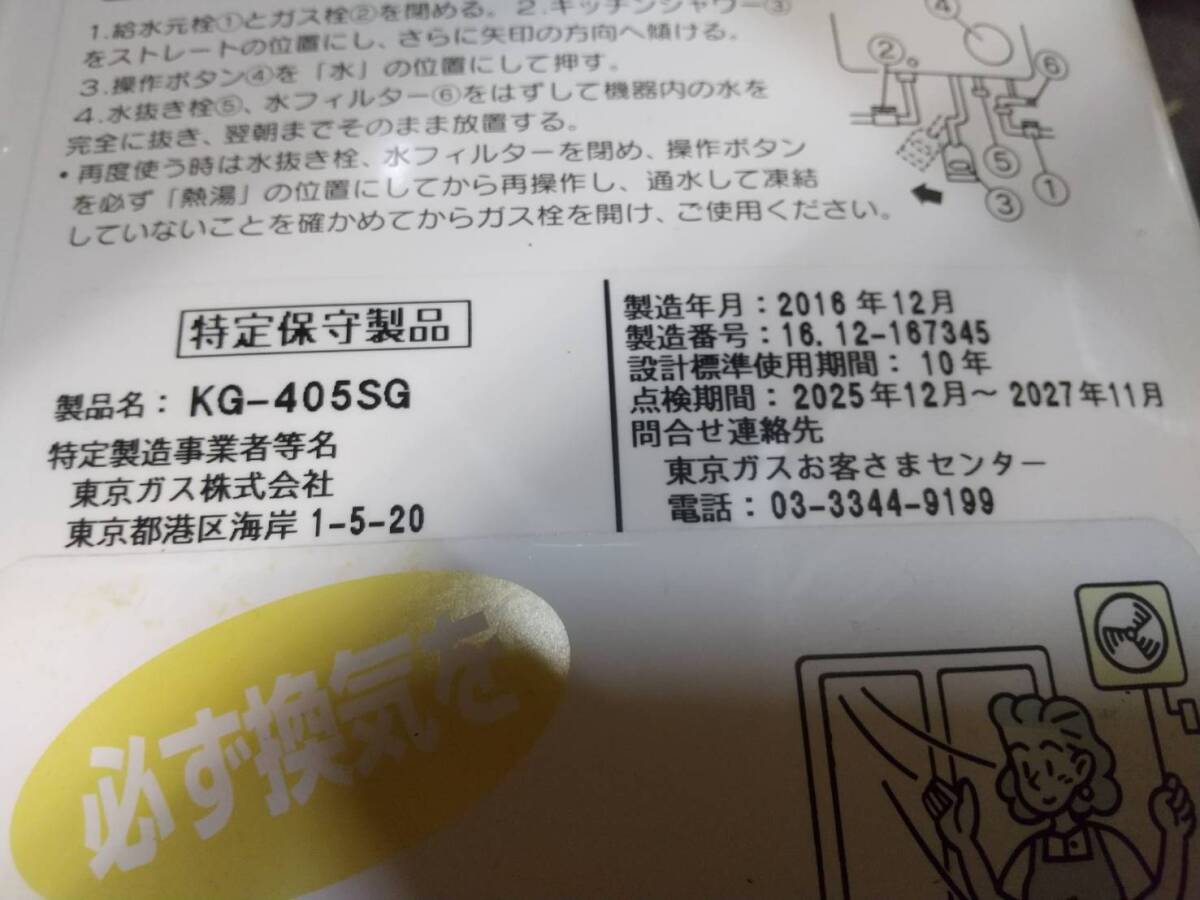 1.給水元栓①とガス栓②を閉める。2.キッチンシャワー③
をストレートの位置にし、さらに矢印の方向へ傾ける。
3.操作ボタン④を「水」の位置にして押す。
4.水抜き栓⑤、水フィルター⑥をはずして機器内の水を
完全に抜き、翌朝までそのまま放置する。
・再度使う時は水抜き栓、水フィルターを閉め、操作ボタン
を必ず「熱湯」の位置にしてから再操作し、通水して凍結
していないことを確かめてからガス栓を開け、ご使用ください。
④
②
⑥
⑤
①
③
特定保守製品
製品名：KG-405SG
特定製造事業者等名
東京ガス株式会社
東京都港区海岸1-5-20
製造年月：2016年12月
製造番号：16.12-167345
設計標準使用期間：10年
点検期間：2025年12月～2027年11月
問合せ連絡先
東京ガスお客さまセンター
電話：03-3344-9199
必ず換気を